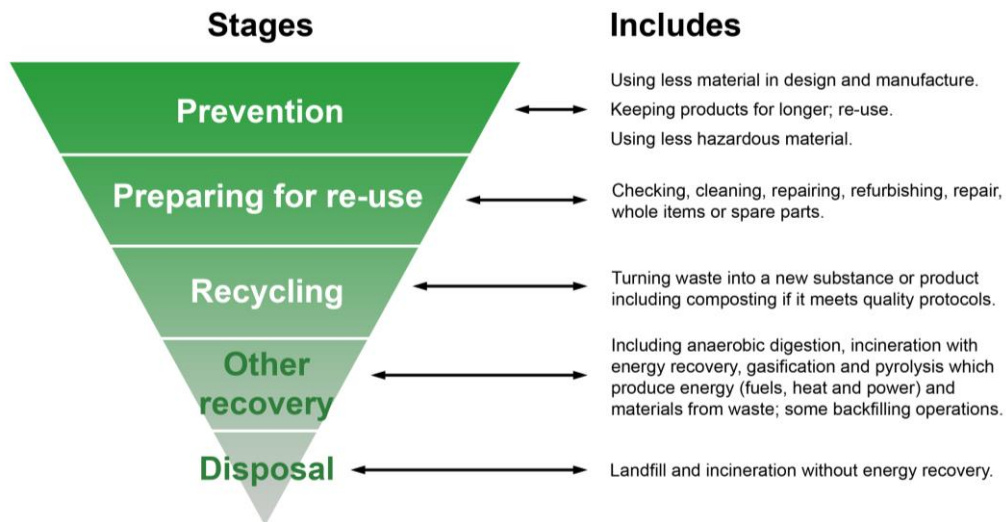 Stages
Includes
Prevention
Using less material in design and manufacture.
Keeping products for longer; re-use.
Using less hazardous material.
Preparing for re-use
Checking, cleaning, repairing, refurbishing, repair,
whole items or spare parts.
Recycling
Turning waste into a new substance or product
including composting if it meets quality protocols.
Other
recovery
Including anaerobic digestion, incineration with
energy recovery, gasification and pyrolysis which
produce energy (fuels, heat and power) and
materials from waste; some backfilling operations.
Disposal
Landfill and incineration without energy recovery.